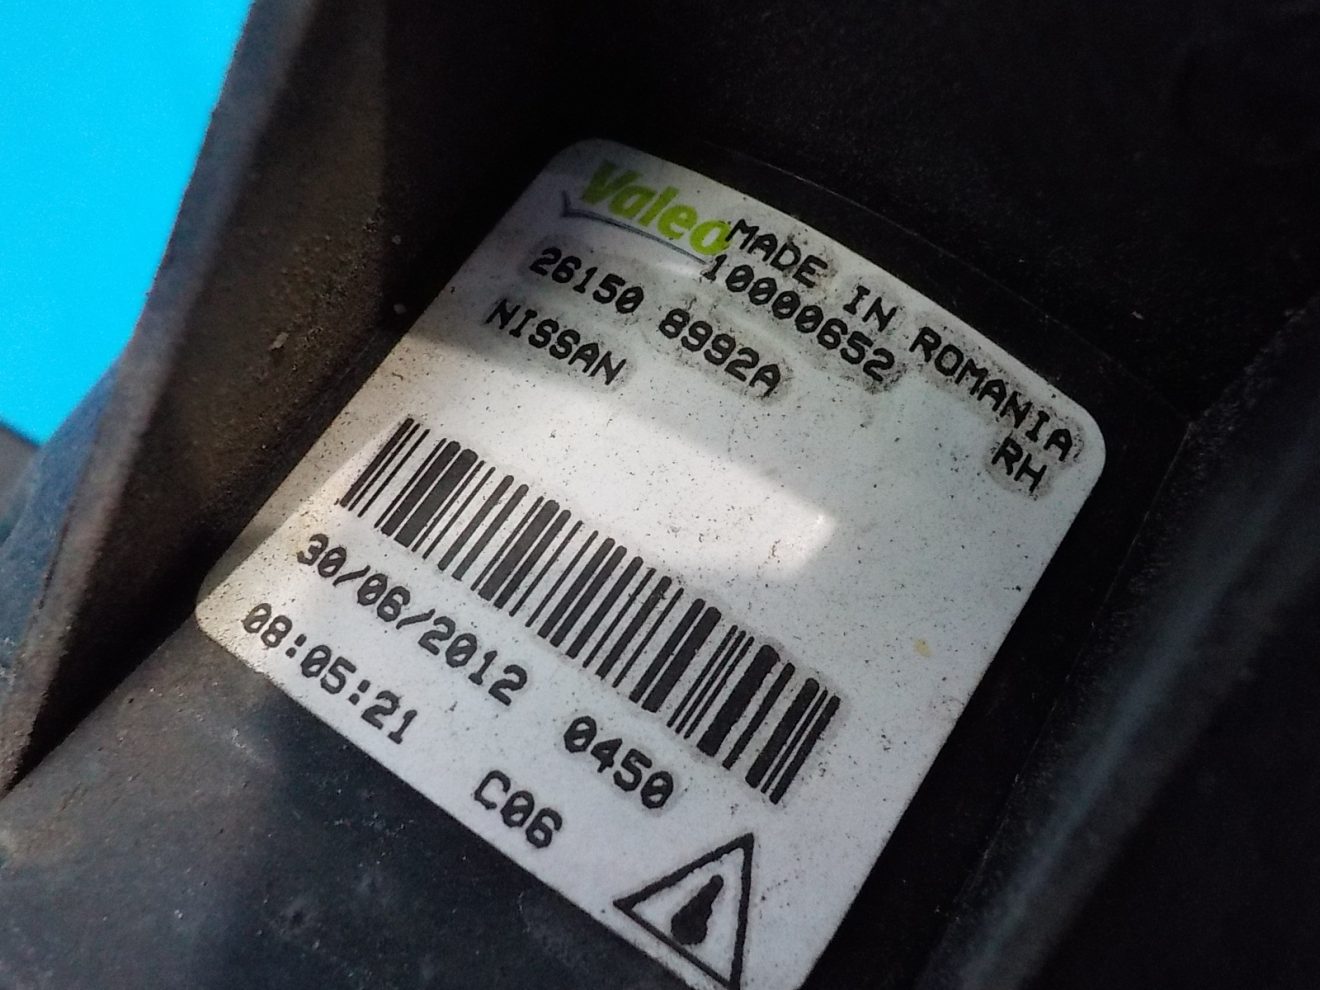 Valeo
MADE IN ROMANIA
10000652
RH
26150 8992A
NISSAN
30/06/2012 0450
08:05:21 C06